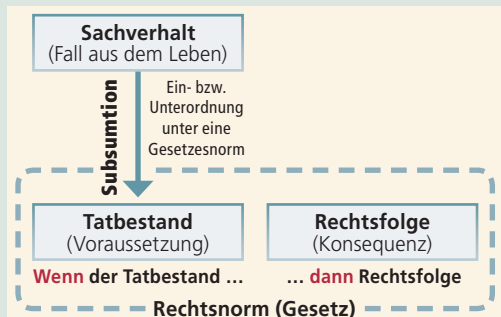 Sachverhalt
(Fall aus dem Leben)
Subsumtion
Ein- bzw.
Unterordnung
unter eine
Gesetzesnorm
Tatbestand
(Voraussetzung)
Rechtsfolge
(Konsequenz)
Wenn der Tatbestand ...
... dann Rechtsfolge
Rechtsnorm (Gesetz)